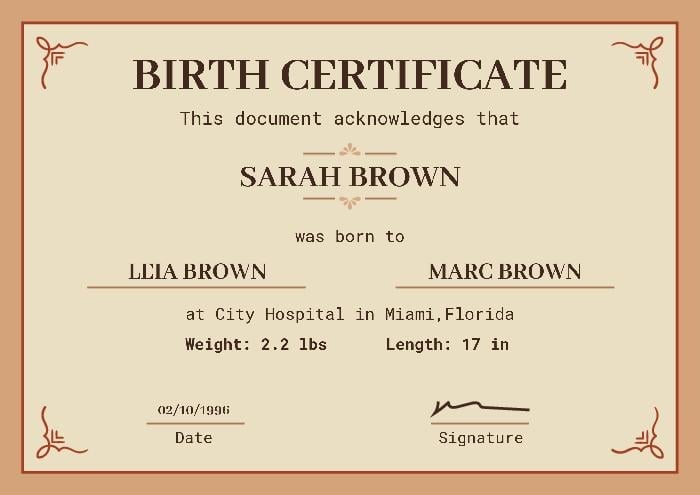 BIRTH CERTIFICATE
This document acknowledges that
SARAH BROWN
was born to
LEIA BROWN MARC BROWN
at City Hospital in Miami,Florida
Weight: 2.2 lbs Length: 17 in
02/10/1996
Date Signature